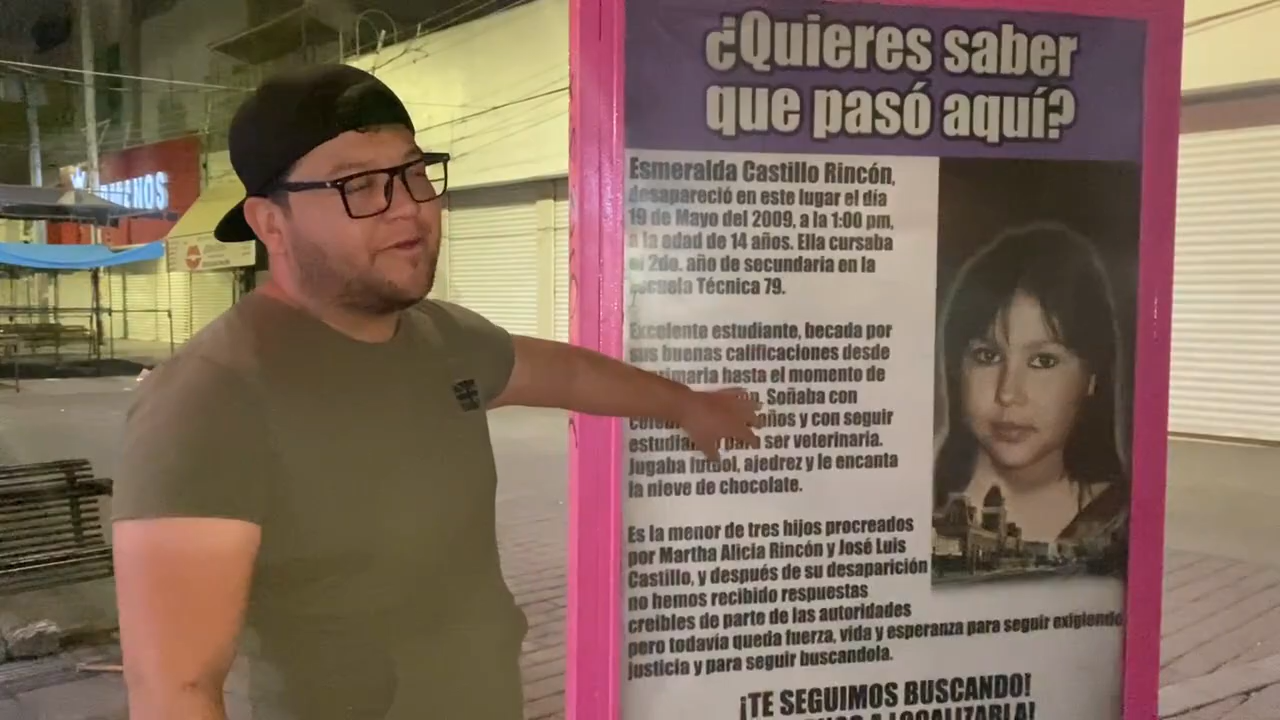 ¿Quieres saber
que pasó aquí?
Esmeralda Castillo Rincón,
desapareció en este lugar el día
19 de Mayo del 2009, a la 1:00 pm,
a la edad de 14 años. Ella cursaba
el 2do. año de secundaria en la
escuela Técnica 79.
Excelente estudiante, becada por
sus buenas calificaciones desde
primaria hasta el momento de
Soñaba con
años y con seguir
para ser veterinaria.
Jugaba futbol, ajedrez y le encanta
la nieve de chocolate.
Es la menor de tres hijos procreados
por Martha Alicia Rincón y José Luis
Castillo, y después de su desaparición
no hemos recibido respuestas
creibles de parte de las autoridades
pero todavía queda fuerza, vida y esperanza para seguir exigiendo
justicia y para seguir buscandola.
¡TE SEGUIMOS BUSCANDO!
A LOCALIZARLA!